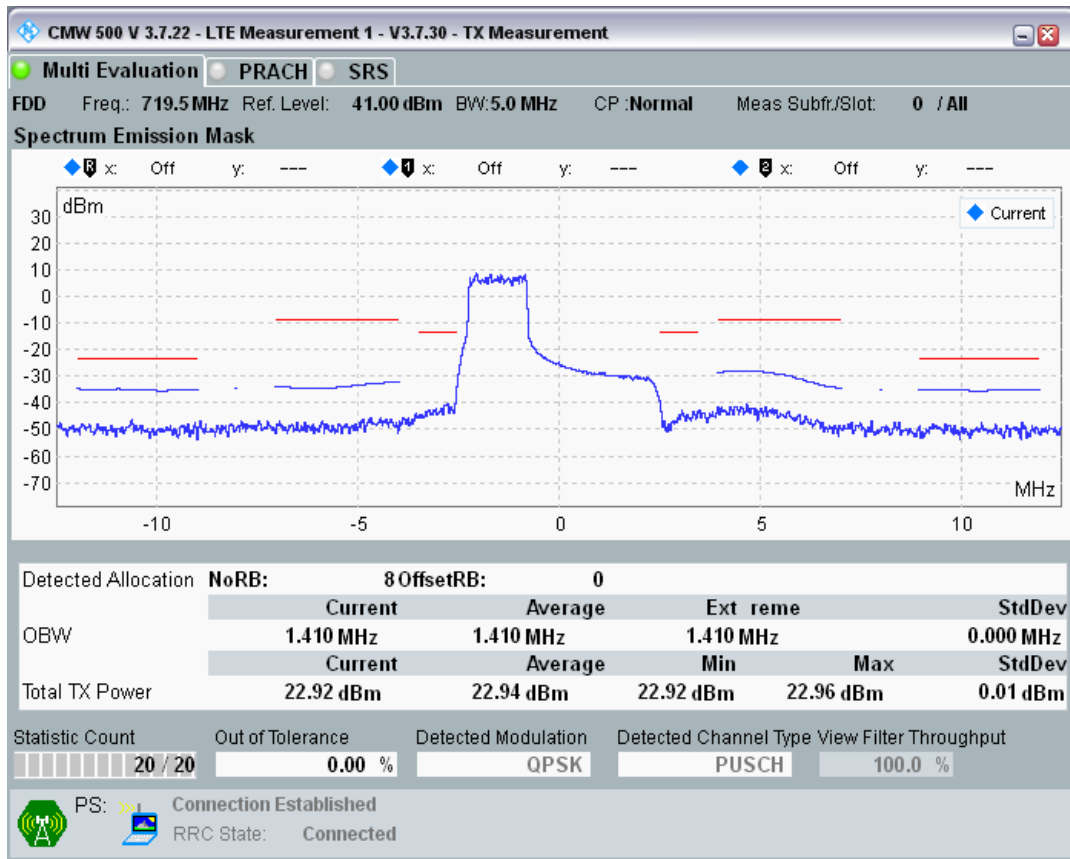 CMW 500 V 3.7.22 - LTE Measurement 1 - V3.7.30 - TX Measurement
Multi Evaluation PRACH SRS
FDD Freq.: 719.5 MHz Ref. Level: 41.00 dBm BW:5.0 MHz CP :Normal Meas Subfr./Slot: 0 / All
Spectrum Emission Mask
R x: Off y: --- 1 x: Off y: --- 2 x: Off y: ---
dBm
Current
30
20
10
0
-10
-20
-30
-40
-50
-60
-70
MHz
-10 -5 0 5 10
Detected Allocation NoRB: 8 OffsetRB: 0
Current Average Ext reme StdDev
OBW 1.410 MHz 1.410 MHz 1.410 MHz 0.000 MHz
Current Average Min Max StdDev
Total TX Power 22.92 dBm 22.94 dBm 22.92 dBm 22.96 dBm 0.01 dBm
Statistic Count Out of Tolerance Detected Modulation Detected Channel Type View Filter Throughput
20 / 20 0.00 % QPSK PUSCH 100.0 %
PS: Connection Established
RRC State: Connected